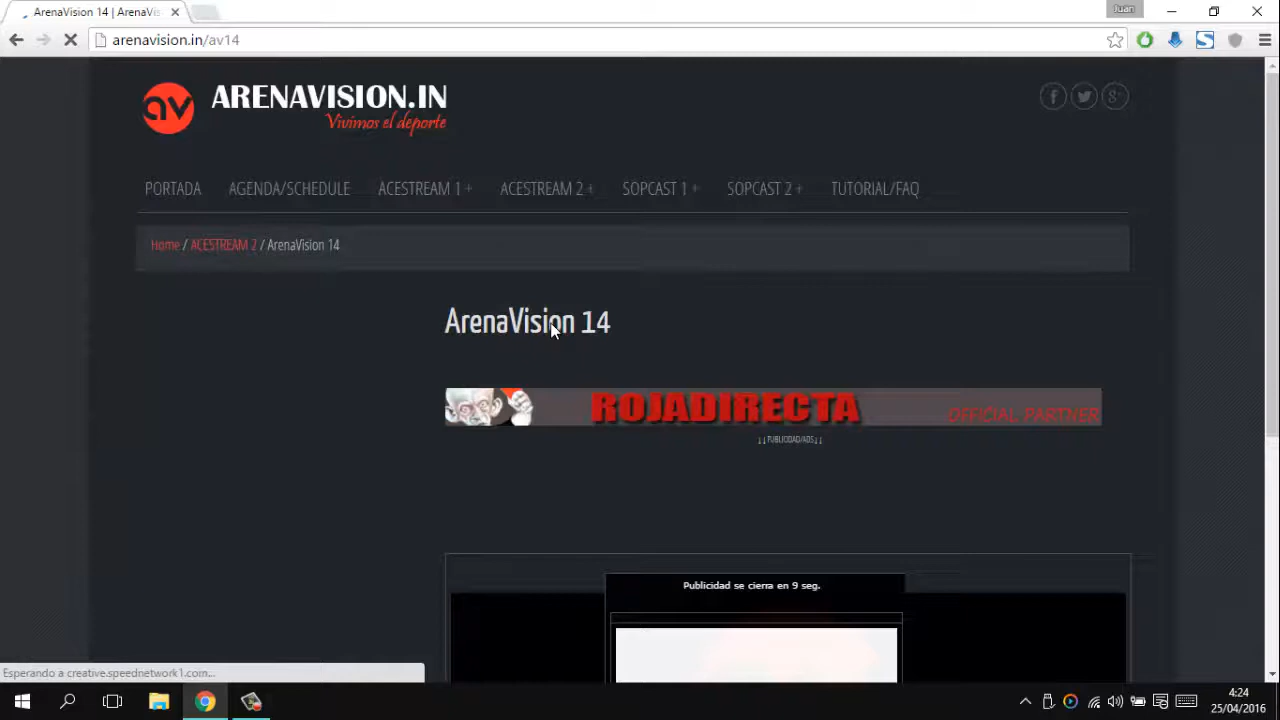 ArenaVision 14 | ArenaVis
Juan
arenavision.in/av14
av
ARENAVISION.IN
Vivimos el deporte
PORTADA AGENDA/SCHEDULE ACESTREAM 1 + ACESTREAM 2 + SOPCAST 1 + SOPCAST 2 + TUTORIAL/FAQ
Home / ACESTREAM 2 / ArenaVision 14
ArenaVision 14
ROJADIRECTA OFFICIAL PARTNER
↓↓PUBLICIDAD/ADS↓↓
Publicidad se cierra en 9 seg.
Esperando a creative.speednetwork1.com...
4:24
25/04/2016